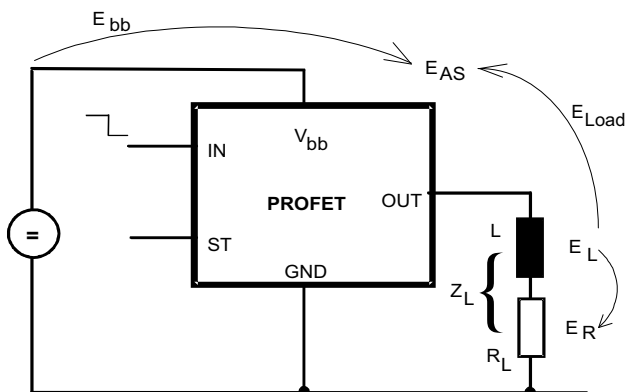 E bb
E AS
E Load
IN
V bb
PROFET
OUT
ST
GND
=
L
E L
Z L
{
E R
R L